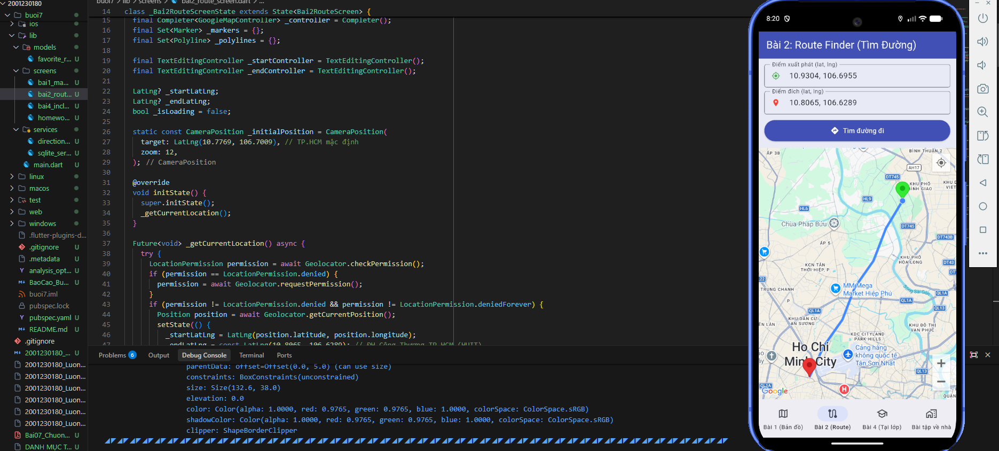 2001230180
buoi7
ios
lib
models
favorite_r... U
screens
bai1_ma... U
bai2_rout... U
bai4_incl... U
homewo... U
services
direction... U
sqlite_ser... U
main.dart U
linux
macos
test
web
windows
.flutter-plugins-d...
.gitignore U
.metadata U
analysis_opt... U
BaoCao_Bu... U
buoi7.iml
pubspec.lock
pubspec.yaml U
README.md U
.gitignore
2001230180_... U
2001230180_Luon...
2001230180_Luon...
2001230180_Luon...
2001230180_Luon...
2001230180_Luon...
2001230180_Luon...
Bai07_Chuon... U
DANH MỤC T... U
buoi7 > lib > screens > bai2_route_screen.dart > ...
14 class _Bai2RouteScreenState extends State<Bai2RouteScreen> {
15 final Completer<GoogleMapController> _controller = Completer();
16 final Set<Marker> _markers = {};
17 final Set<Polyline> _polylines = {};
18
19 final TextEditingController _startController = TextEditingController();
20 final TextEditingController _endController = TextEditingController();
21
22 LatLng? _startLatLng;
23 LatLng? _endLatLng;
24 bool _isLoading = false;
25
26 static const CameraPosition _initialPosition = CameraPosition(
27 target: LatLng(10.7769, 106.7009), // TP.HCM mặc định
28 zoom: 12,
29 ); // CameraPosition
30
31 @override
32 void initState() {
33 super.initState();
34 _getCurrentLocation();
35 }
36
37 Future<void> _getCurrentLocation() async {
38 try {
39 LocationPermission permission = await Geolocator.checkPermission();
40 if (permission == LocationPermission.denied) {
41 permission = await Geolocator.requestPermission();
42 }
43 if (permission != LocationPermission.denied && permission != LocationPermission.deniedForever) {
44 Position position = await Geolocator.getCurrentPosition();
45 setState(() {
46 _startLatLng = LatLng(position.latitude, position.longitude);
47 _endLatLng = const LatLng(10.8065, 106.6289); // ĐH Công Thương TP.HCM (HUIT)
Problems 6 Output Debug Console Terminal Ports
parentData: offset=Offset(0.0, 5.0) (can use size)
constraints: BoxConstraints(unconstrained)
size: Size(132.6, 38.0)
elevation: 0.0
color: Color(alpha: 1.0000, red: 0.9765, green: 0.9765, blue: 1.0000, colorSpace: ColorSpace.sRGB)
shadowColor: Color(alpha: 1.0000, red: 0.9765, green: 0.9765, blue: 1.0000, colorSpace: ColorSpace.sRGB)
clipper: ShapeBorderClipper
8:20
Bài 2: Route Finder (Tìm Đường)
Điểm xuất phát (lat, lng)
10.9304, 106.6955
Điểm đích (lat, lng)
10.8065, 106.6289
Tìm đường đi
ẤP 3B
BÌNH THUẬN 2
AH17
DT745
KHU PHỐ
BÌNH GIAO
KHU D
VIET
HL9
HL6
Chùa Pháp Bửu
DT745
DT743B
ẤP 5
KHU PHỐ
HÒA LONG
KCN TÂN
THỚI HIỆP, P
DT43
TRUNG CHANH
MM Mega
Market Hiệp Phú
Sông Sài Gòn
QL1A
QL1A
QL1A
QL13
KHU DÂN CƯ
AN SƯƠNG
KHU ĐÔ THỊ
VẠN PHÚC
KDC CITYLAND
PARK HILLS
Ho Chi
Minh City
Cảng hàng
không quốc tế
Tân Sơn Nhất
QL13
QL1A
Google
QUẬN
Bài 1 (Bản đồ)
Bài 2 (Route)
Bài 4 (Tại lớp)
Bài tập về nhà